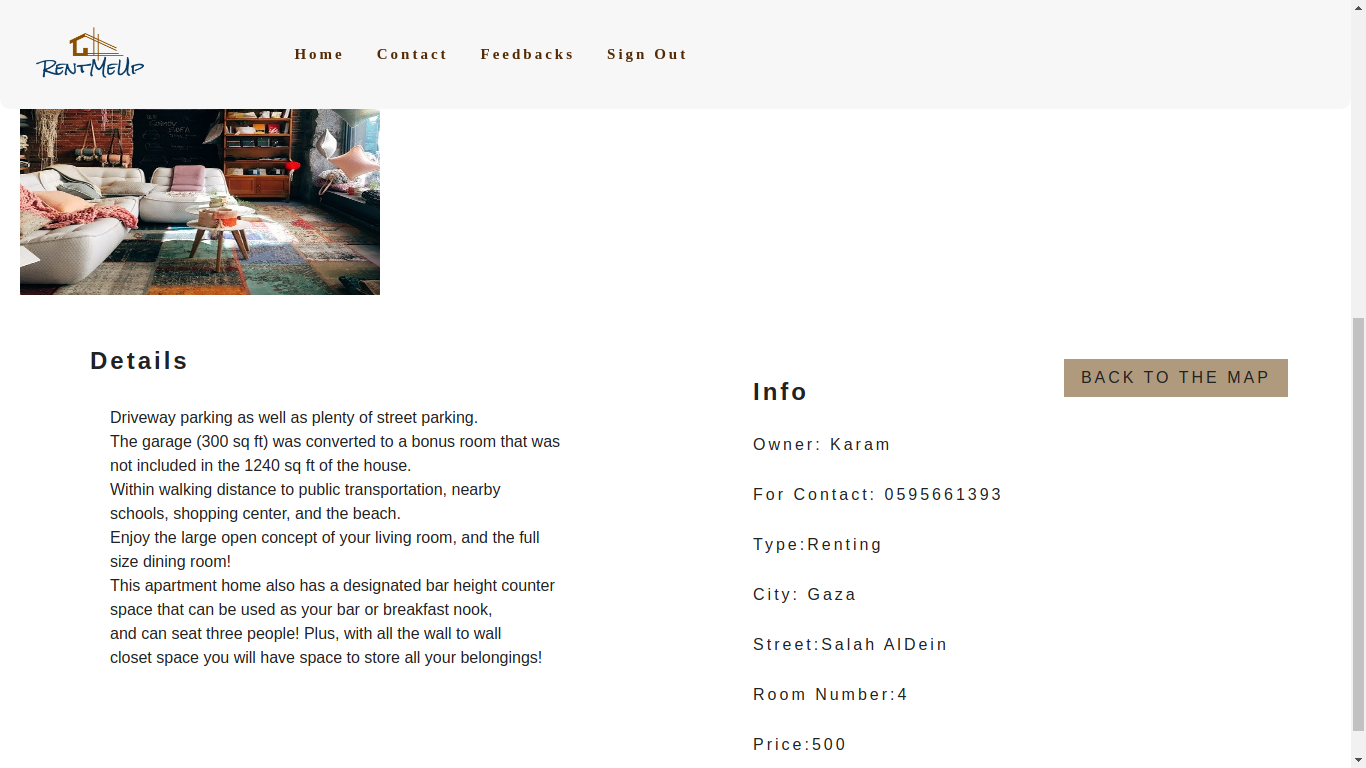 RentMeUp
Home Contact Feedbacks Sign Out
Details
Driveway parking as well as plenty of street parking.
The garage (300 sq ft) was converted to a bonus room that was
not included in the 1240 sq ft of the house.
Within walking distance to public transportation, nearby
schools, shopping center, and the beach.
Enjoy the large open concept of your living room, and the full
size dining room!
This apartment home also has a designated bar height counter
space that can be used as your bar or breakfast nook,
and can seat three people! Plus, with all the wall to wall
closet space you will have space to store all your belongings!
BACK TO THE MAP
Info
Owner: Karam
For Contact: 0595661393
Type:Renting
City: Gaza
Street:Salah AlDein
Room Number:4
Price:500